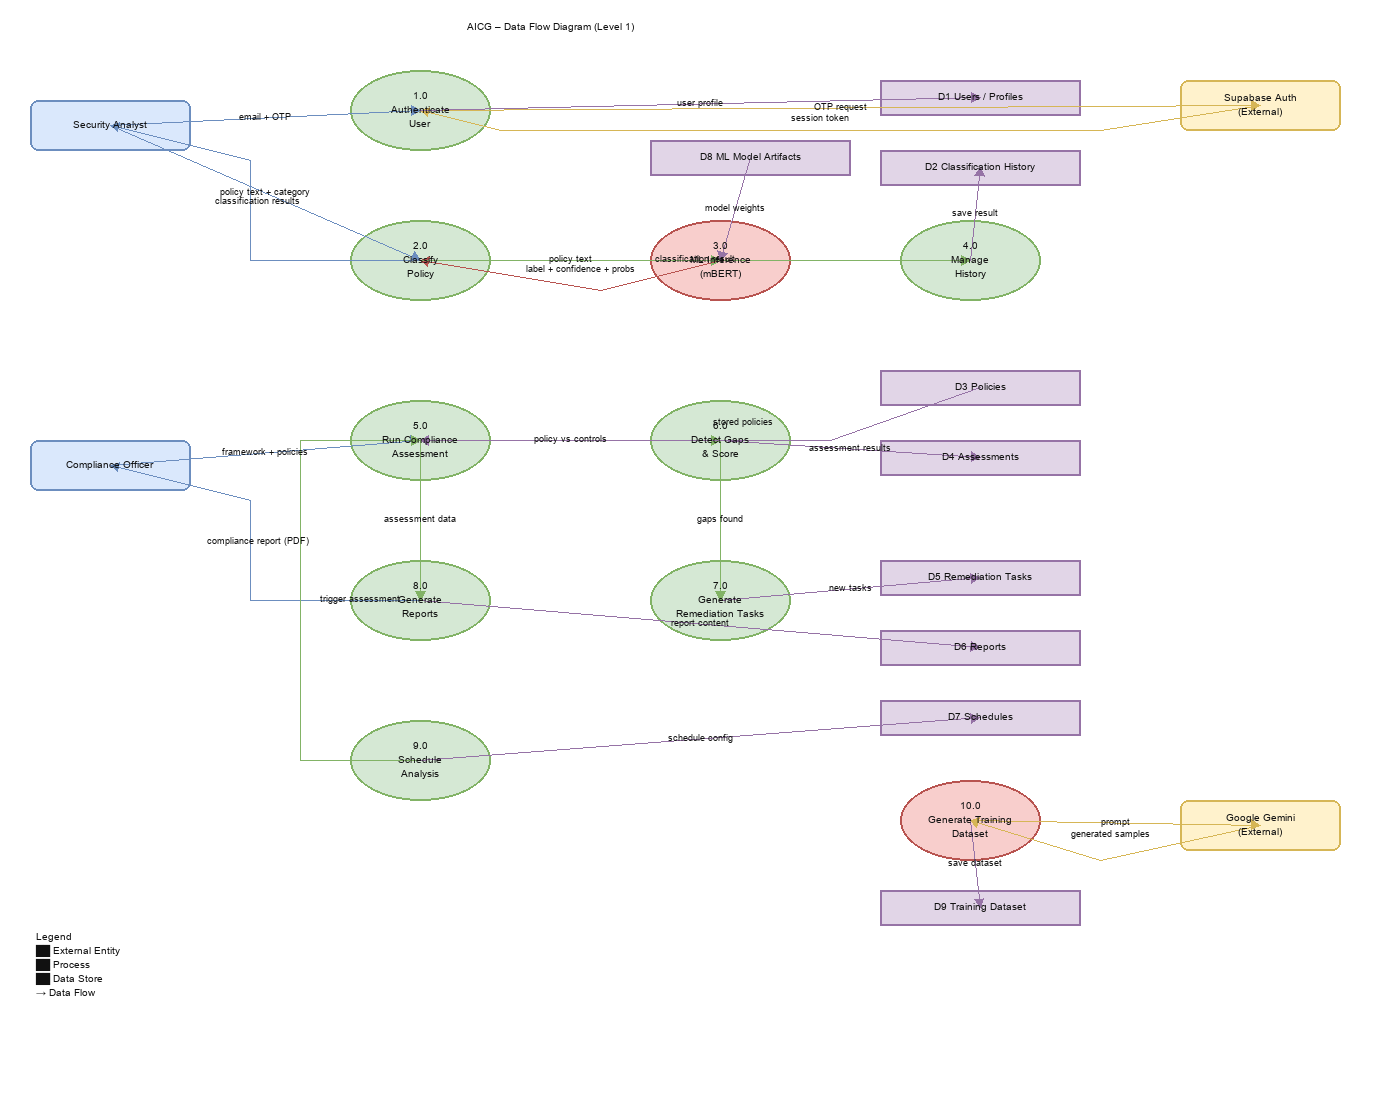 AICG – Data Flow Diagram (Level 1)
Security Analyst
email + OTP
1.0
Authenticate
User
user profile
D1 Users / Profiles
OTP request
session token
Supabase Auth
(External)
D8 ML Model Artifacts
D2 Classification History
policy text + category
classification results
model weights
save result
2.0
Classify
Policy
policy text
label + confidence + probs
classification result
3.0
ML Inference
(mBERT)
4.0
Manage
History
D3 Policies
Compliance Officer
framework + policies
5.0
Run Compliance
Assessment
policy vs controls
stored policies
6.0
Detect Gaps
& Score
assessment results
D4 Assessments
assessment data
gaps found
compliance report (PDF)
trigger assessment
8.0
Generate
Reports
7.0
Generate
Remediation Tasks
report content
new tasks
D5 Remediation Tasks
D6 Reports
D7 Schedules
schedule config
9.0
Schedule
Analysis
10.0
Generate Training
Dataset
prompt
generated samples
Google Gemini
(External)
save dataset
D9 Training Dataset
Legend
External Entity
Process
Data Store
→ Data Flow